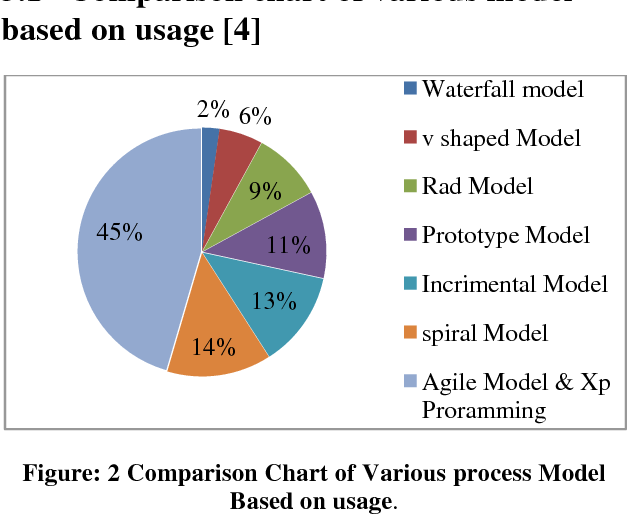 based on usage [4]
2%
6%
9%
11%
13%
14%
45%
Waterfall model
v shaped Model
Rad Model
Prototype Model
Incrimental Model
spiral Model
Agile Model & Xp
Proramming
Figure: 2 Comparison Chart of Various process Model
Based on usage.